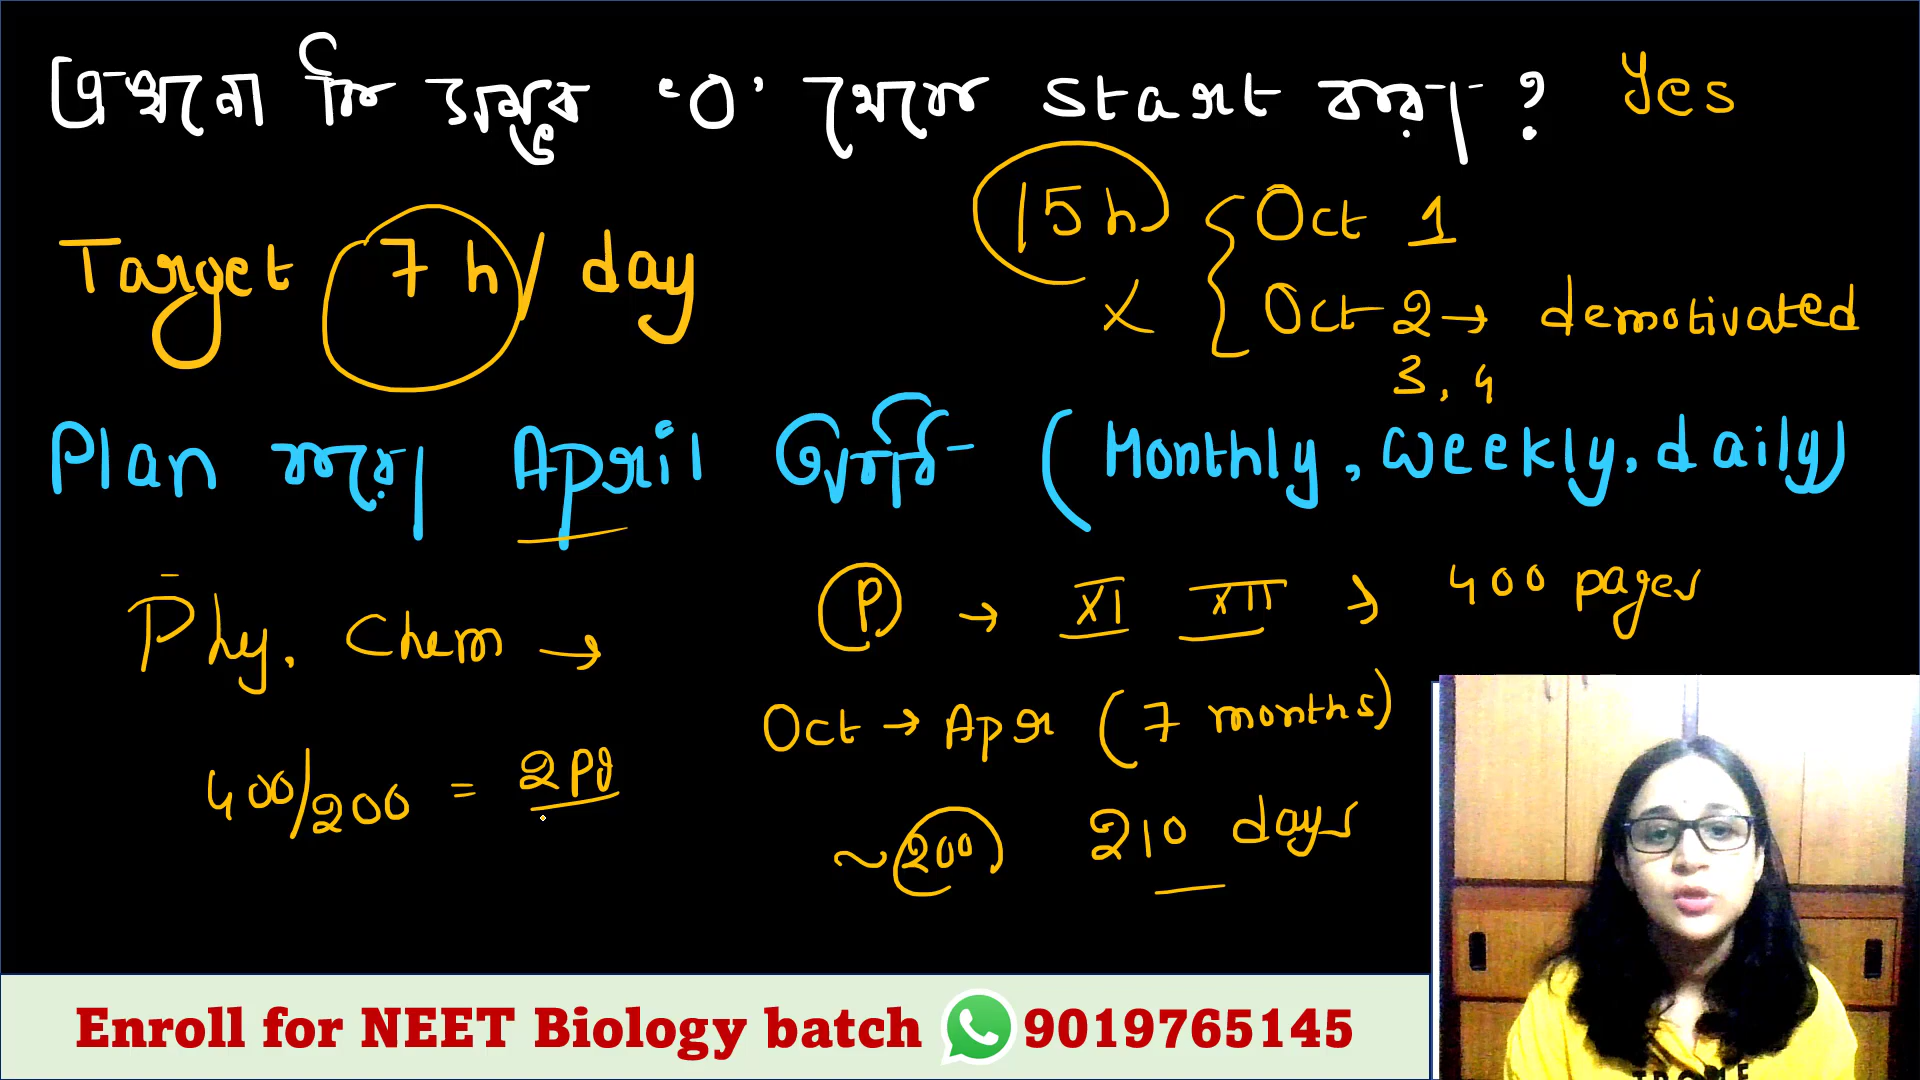 এখনো কি সম্ভব '0' থেকে start করা ? Yes
Target 7 h / day
15 h { Oct 1
× Oct 2 → demotivated
3, 4
Plan করো April অবধি (Monthly, weekly, daily)
Phy, Chem →
P → XI XII → 400 pages
Oct → Apr (7 months)
400/200 = 2 pg
~200 210 days
Enroll for NEET Biology batch 9019765145